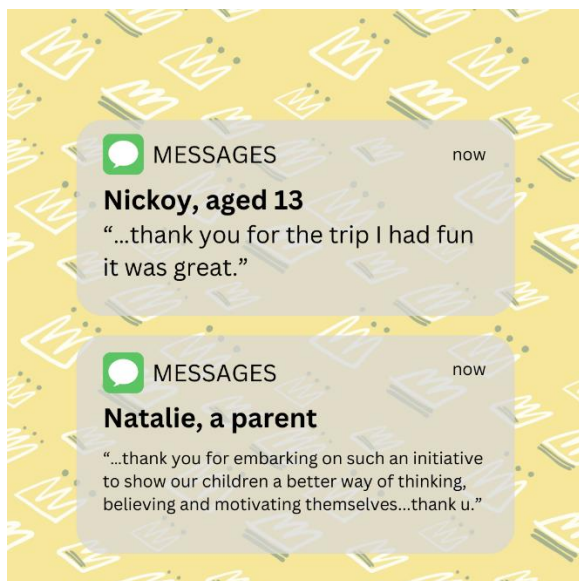 MESSAGES now
Nickoy, aged 13
“...thank you for the trip I had fun
it was great.”
MESSAGES now
Natalie, a parent
“...thank you for embarking on such an initiative
to show our children a better way of thinking,
believing and motivating themselves...thank u.”